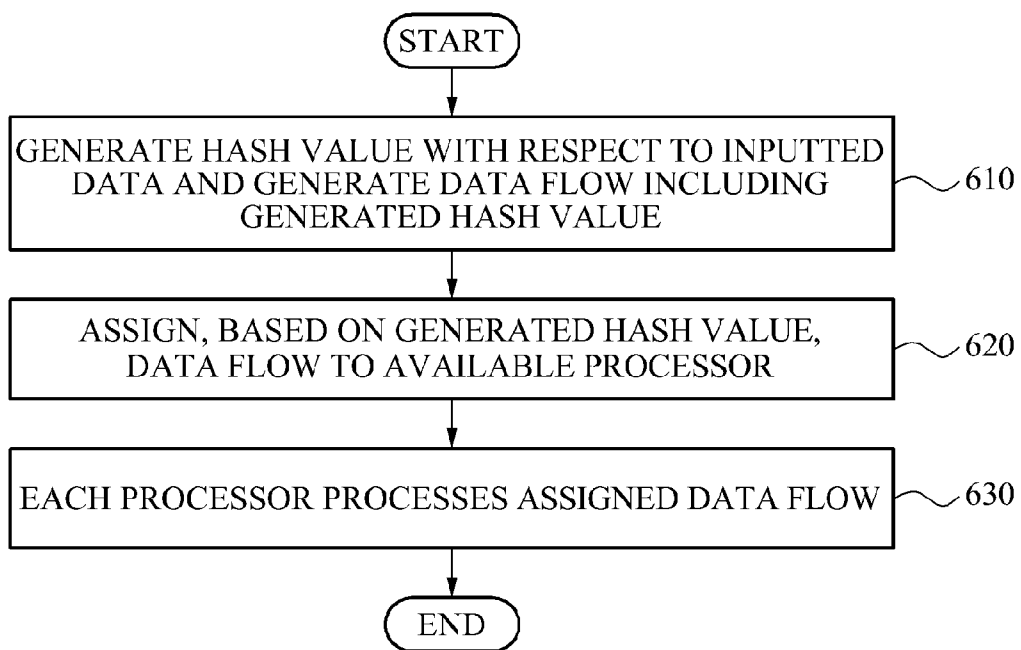 START
GENERATE HASH VALUE WITH RESPECT TO INPUTTED
DATA AND GENERATE DATA FLOW INCLUDING
GENERATED HASH VALUE
610
ASSIGN, BASED ON GENERATED HASH VALUE,
DATA FLOW TO AVAILABLE PROCESSOR
620
EACH PROCESSOR PROCESSES ASSIGNED DATA FLOW
630
END